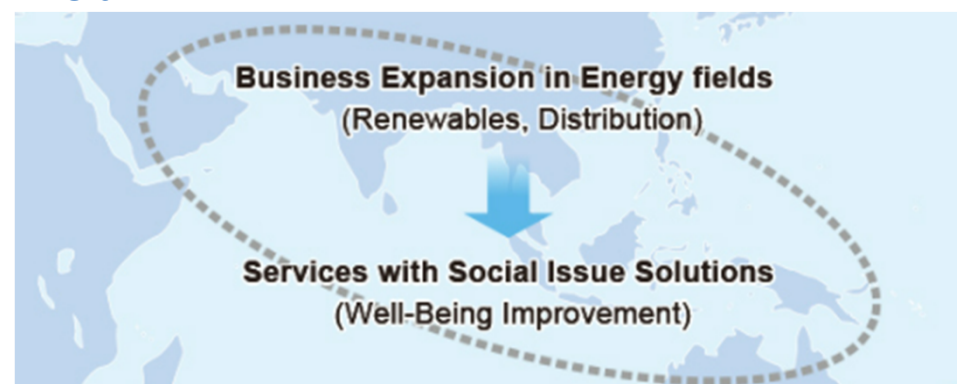 Business Expansion in Energy fields
(Renewables, Distribution)
Services with Social Issue Solutions
(Well-Being Improvement)